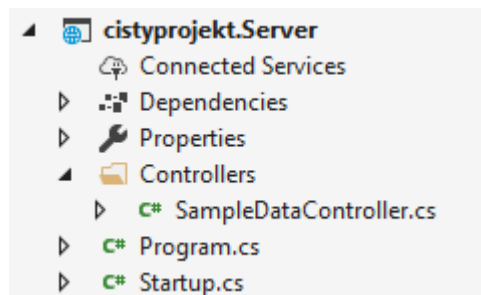 cistyprojekt.Server
Connected Services
Dependencies
Properties
Controllers
C# SampleDataController.cs
C# Program.cs
C# Startup.cs